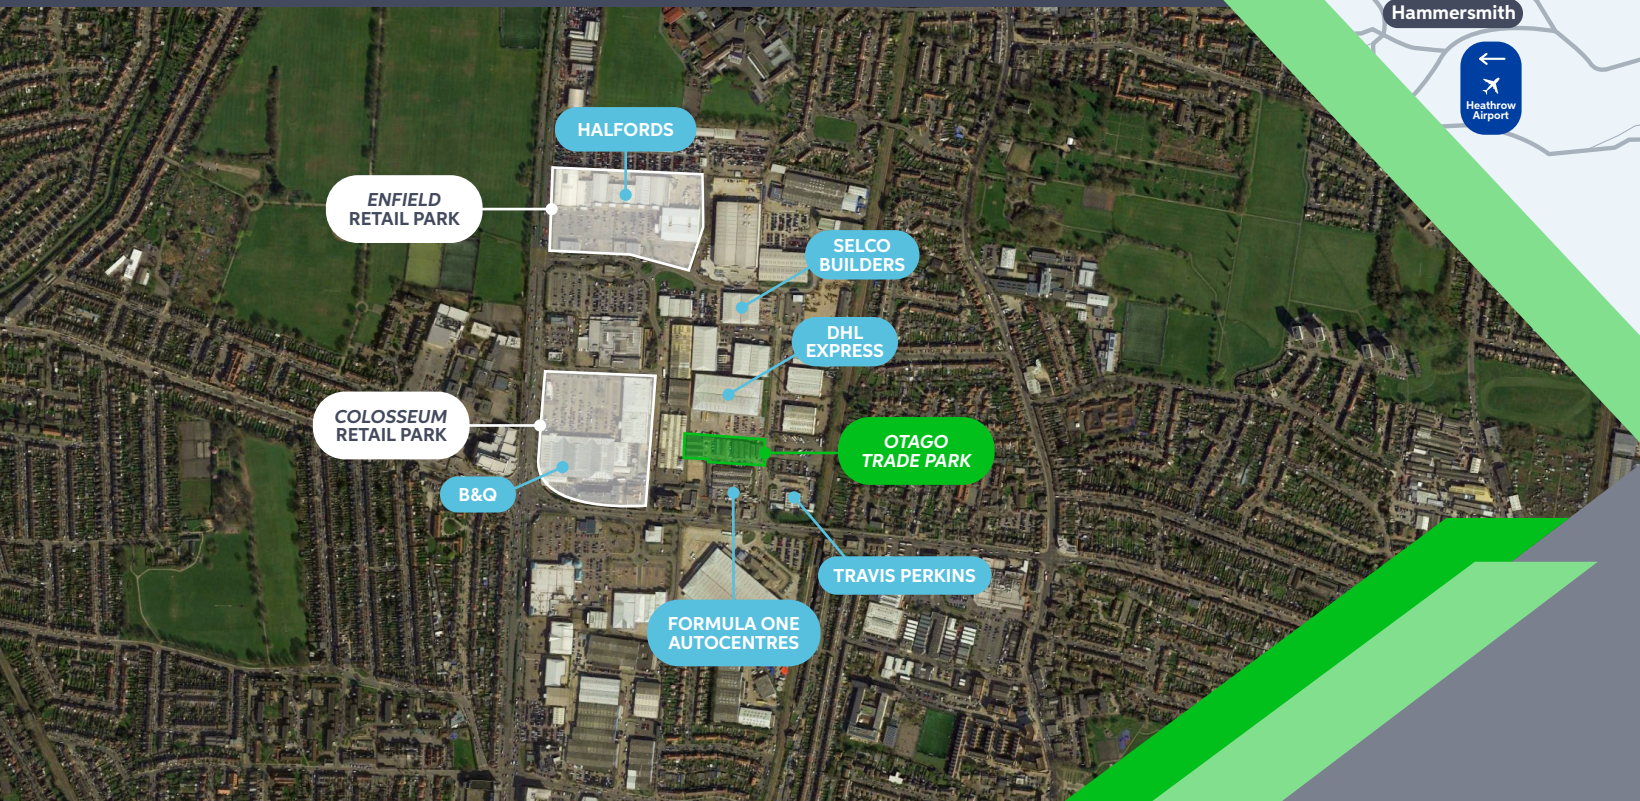 Hammersmith
Heathrow
Airport
HALFORDS
ENFIELD
RETAIL PARK
SELCO
BUILDERS
DHL
EXPRESS
COLOSSEUM
RETAIL PARK
OTAGO
TRADE PARK
B&Q
TRAVIS PERKINS
FORMULA ONE
AUTOCENTRES